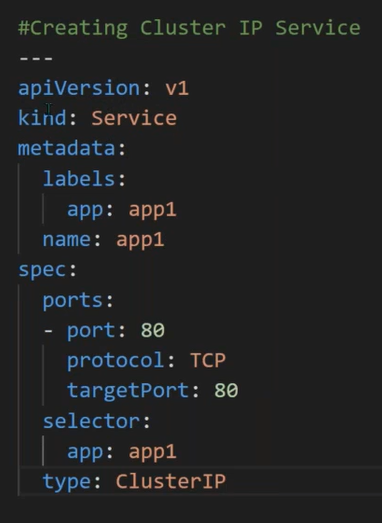 #Creating Cluster IP Service
---
apiVersion: v1
kind: Service
metadata:
  labels:
    app: app1
  name: app1
spec:
  ports:
  - port: 80
    protocol: TCP
    targetPort: 80
  selector:
    app: app1
  type: ClusterIP